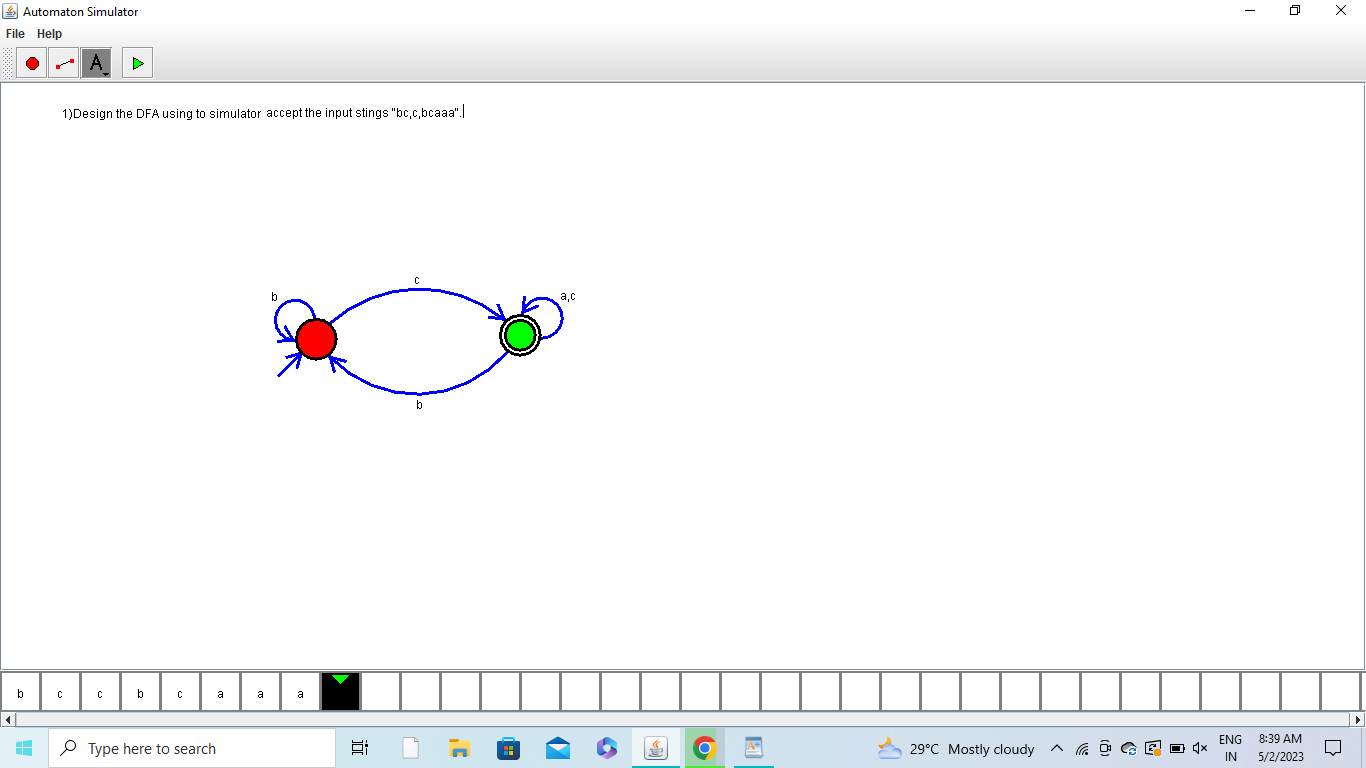 Automaton Simulator
File Help
A
1)Design the DFA using to simulator accept the input stings "bc,c,bcaaa".
c
b
a,c
b
b c c b c a a a
Type here to search
29°C Mostly cloudy
ENG
IN
8:39 AM
5/2/2023